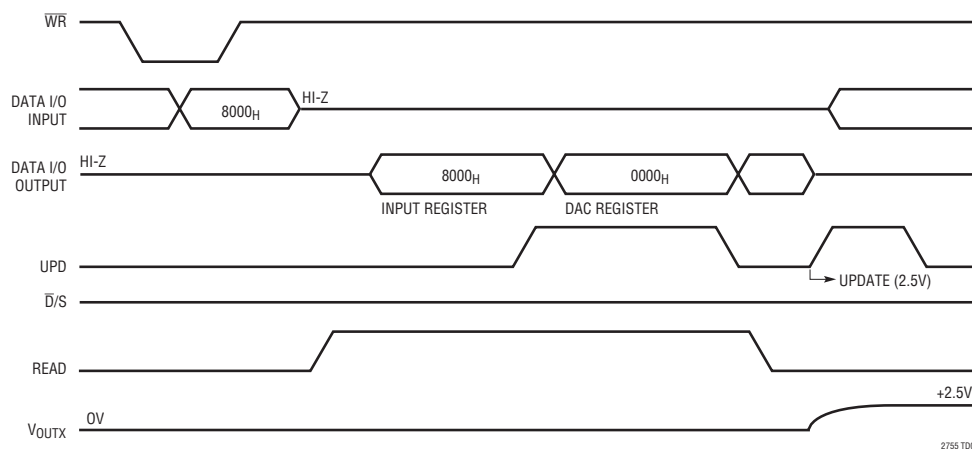 W̅R̅
DATA I/O
INPUT
8000H
HI-Z
DATA I/O
OUTPUT
HI-Z
8000H
0000H
INPUT REGISTER
DAC REGISTER
UPD
UPDATE (2.5V)
D̅/S
READ
VOUTX
0V
+2.5V
2755 TD